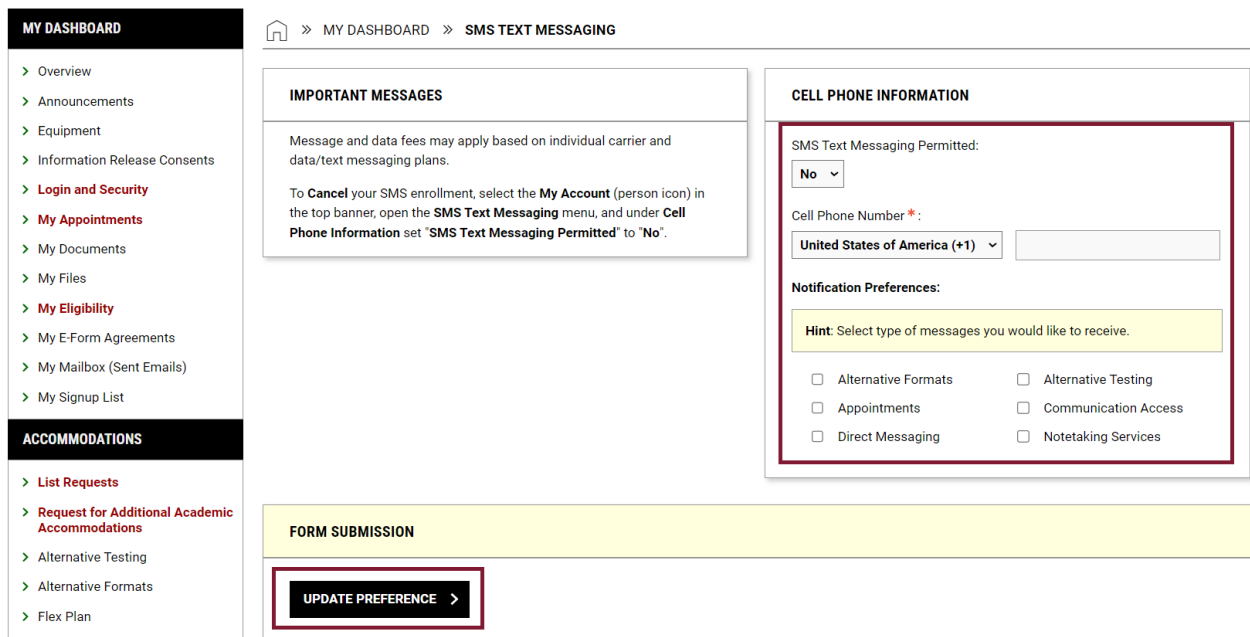 MY DASHBOARD
Overview
Announcements
Equipment
Information Release Consents
Login and Security
My Appointments
My Documents
My Files
My Eligibility
My E-Form Agreements
My Mailbox (Sent Emails)
My Signup List
ACCOMMODATIONS
List Requests
Request for Additional Academic
Accommodations
Alternative Testing
Alternative Formats
Flex Plan
» MY DASHBOARD » SMS TEXT MESSAGING
IMPORTANT MESSAGES
Message and data fees may apply based on individual carrier and
data/text messaging plans.
To Cancel your SMS enrollment, select the My Account (person icon) in
the top banner, open the SMS Text Messaging menu, and under Cell
Phone Information set "SMS Text Messaging Permitted" to "No".
CELL PHONE INFORMATION
SMS Text Messaging Permitted:
No
Cell Phone Number *:
United States of America (+1)
Notification Preferences:
Hint: Select type of messages you would like to receive.
Alternative Formats
Alternative Testing
Appointments
Communication Access
Direct Messaging
Notetaking Services
FORM SUBMISSION
UPDATE PREFERENCE